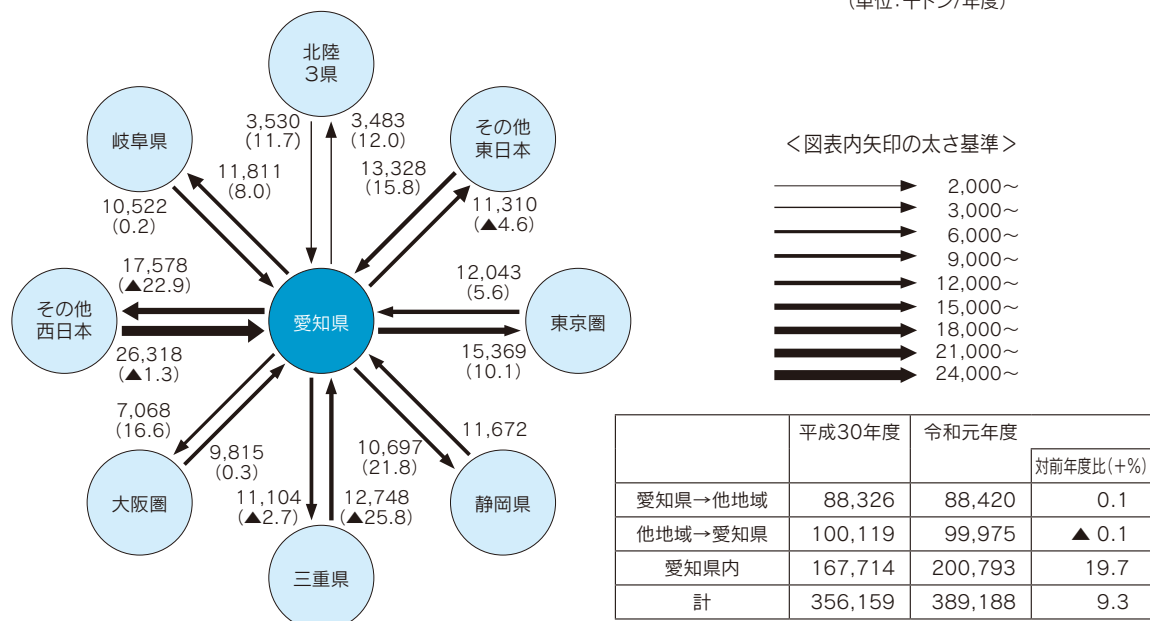 (単位:千トン/年度)
北陸
3県
岐阜県
その他
東日本
3,530
(11.7)
3,483
(12.0)
11,811
(8.0)
13,328
(15.8)
10,522
(0.2)
11,310
(▲4.6)
17,578
(▲22.9)
12,043
(5.6)
その他
西日本
愛知県
東京圏
26,318
(▲1.3)
15,369
(10.1)
7,068
(16.6)
9,815
(0.3)
10,697
(21.8)
11,672
11,104
(▲2.7)
12,748
(▲25.8)
大阪圏
静岡県
三重県
<図表内矢印の太さ基準>
2,000~
3,000~
6,000~
9,000~
12,000~
15,000~
18,000~
21,000~
24,000~
平成30年度 令和元年度
対前年度比(+%)
愛知県→他地域 88,326 88,420 0.1
他地域→愛知県 100,119 99,975 ▲ 0.1
愛知県内 167,714 200,793 19.7
計 356,159 389,188 9.3